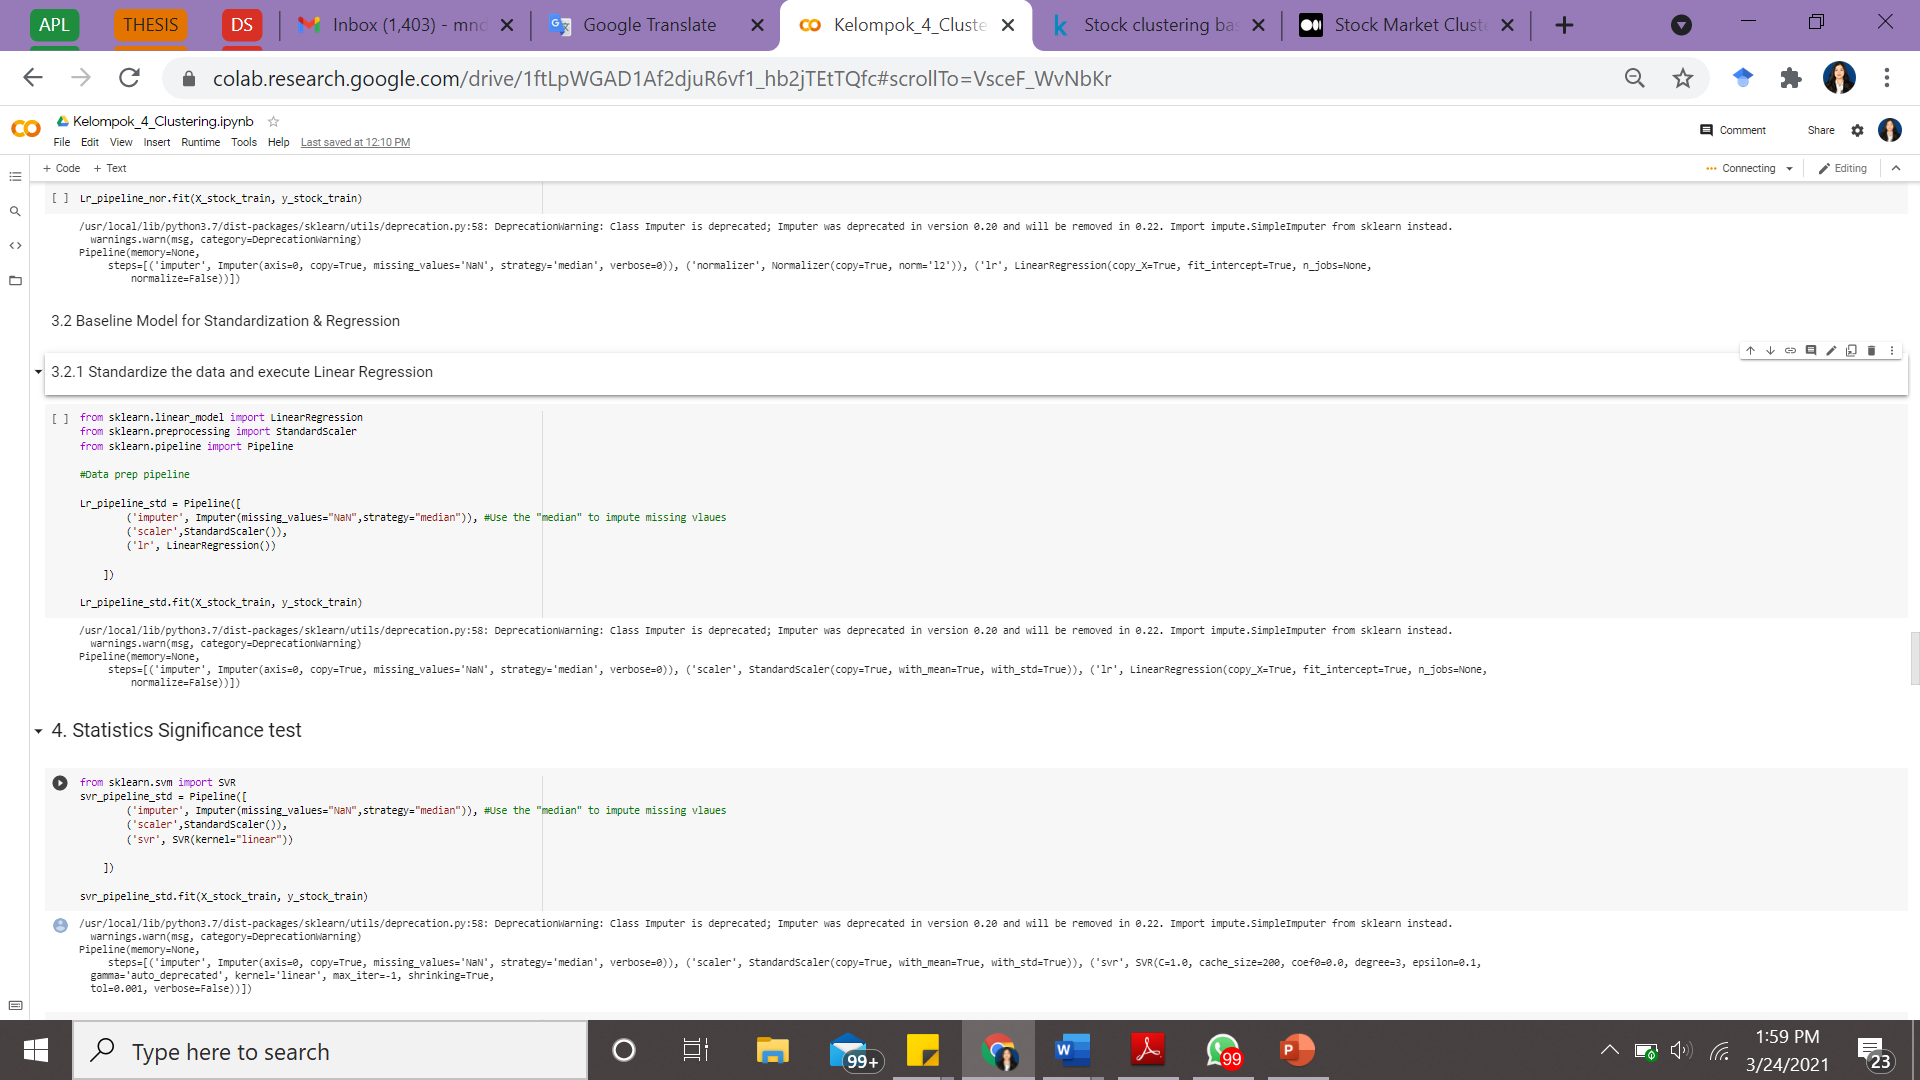 APL THESIS DS Inbox (1,403) - mn Google Translate Kelompok_4_Cluste Stock clustering ba Stock Market Clust
colab.research.google.com/drive/1ftLpWGAD1Af2djuR6vf1_hb2jTEtTQfc#scrollTo=VsceF_WvNbKr
Kelompok_4_Clustering.ipynb
File Edit View Insert Runtime Tools Help Last saved at 12:10 PM
Comment Share
+ Code + Text
Connecting Editing
[ ] Lr_pipeline_nor.fit(X_stock_train, y_stock_train)
/usr/local/lib/python3.7/dist-packages/sklearn/utils/deprecation.py:58: DeprecationWarning: Class Imputer is deprecated; Imputer was deprecated in version 0.20 and will be removed in 0.22. Import impute.SimpleImputer from sklearn instead.
warnings.warn(msg, category=DeprecationWarning)
Pipeline(memory=None,
steps=[('imputer', Imputer(axis=0, copy=True, missing_values='NaN', strategy='median', verbose=0)), ('normalizer', Normalizer(copy=True, norm='l2')), ('lr', LinearRegression(copy_X=True, fit_intercept=True, n_jobs=None,
normalize=False))])
3.2 Baseline Model for Standardization & Regression
3.2.1 Standardize the data and execute Linear Regression
[ ] from sklearn.linear_model import LinearRegression
from sklearn.preprocessing import StandardScaler
from sklearn.pipeline import Pipeline
#Data prep pipeline
Lr_pipeline_std = Pipeline([
('imputer', Imputer(missing_values="NaN",strategy="median")), #Use the "median" to impute missing vlaues
('scaler',StandardScaler()),
('lr', LinearRegression())
])
Lr_pipeline_std.fit(X_stock_train, y_stock_train)
/usr/local/lib/python3.7/dist-packages/sklearn/utils/deprecation.py:58: DeprecationWarning: Class Imputer is deprecated; Imputer was deprecated in version 0.20 and will be removed in 0.22. Import impute.SimpleImputer from sklearn instead.
warnings.warn(msg, category=DeprecationWarning)
Pipeline(memory=None,
steps=[('imputer', Imputer(axis=0, copy=True, missing_values='NaN', strategy='median', verbose=0)), ('scaler', StandardScaler(copy=True, with_mean=True, with_std=True)), ('lr', LinearRegression(copy_X=True, fit_intercept=True, n_jobs=None,
normalize=False))])
4. Statistics Significance test
from sklearn.svm import SVR
svr_pipeline_std = Pipeline([
('imputer', Imputer(missing_values="NaN",strategy="median")), #Use the "median" to impute missing vlaues
('scaler',StandardScaler()),
('svr', SVR(kernel="linear"))
])
svr_pipeline_std.fit(X_stock_train, y_stock_train)
/usr/local/lib/python3.7/dist-packages/sklearn/utils/deprecation.py:58: DeprecationWarning: Class Imputer is deprecated; Imputer was deprecated in version 0.20 and will be removed in 0.22. Import impute.SimpleImputer from sklearn instead.
warnings.warn(msg, category=DeprecationWarning)
Pipeline(memory=None,
steps=[('imputer', Imputer(axis=0, copy=True, missing_values='NaN', strategy='median', verbose=0)), ('scaler', StandardScaler(copy=True, with_mean=True, with_std=True)), ('svr', SVR(C=1.0, cache_size=200, coef0=0.0, degree=3, epsilon=0.1,
gamma='auto_deprecated', kernel='linear', max_iter=-1, shrinking=True,
tol=0.001, verbose=False))])
Type here to search
99+
99
1:59 PM
3/24/2021
23